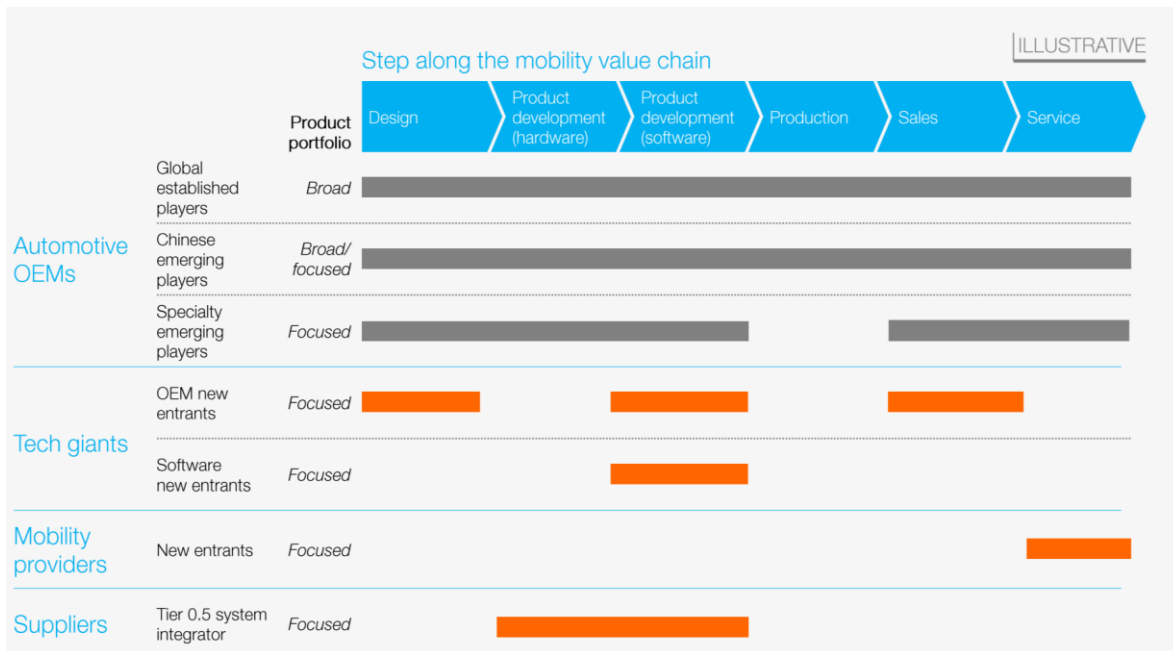 ILLUSTRATIVE
Step along the mobility value chain
Product
portfolio
Design
Product
development
(hardware)
Product
development
(software)
Production
Sales
Service
Automotive
OEMs
Global
established
players
Broad
Chinese
emerging
players
Broad/
focused
Specialty
emerging
players
Focused
Tech giants
OEM new
entrants
Focused
Software
new entrants
Focused
Mobility
providers
New entrants
Focused
Suppliers
Tier 0.5 system
integrator
Focused